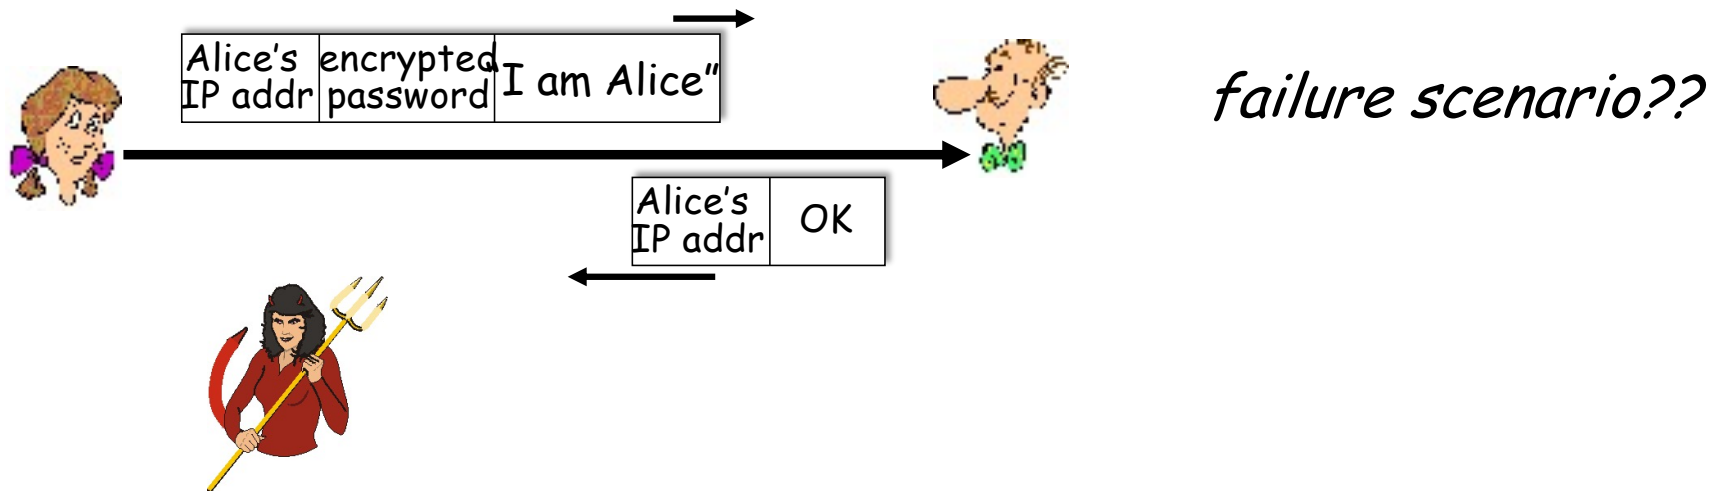 Alice's
IP addr
encrypted
password
"I am Alice"
failure scenario??
Alice's
IP addr
OK